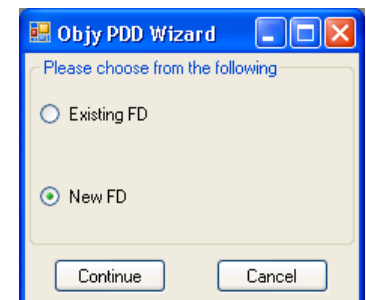 Objy PDD Wizard
Please choose from the following
Existing FD
New FD
Continue Cancel